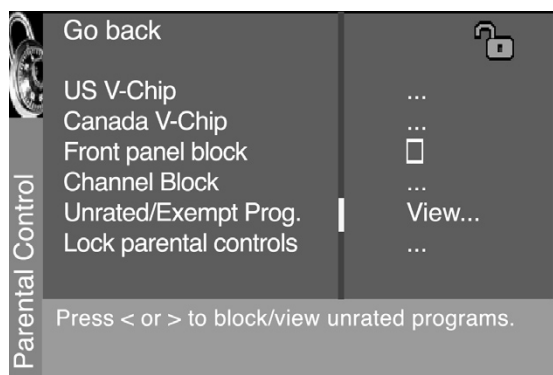 Go back
US V-Chip ...
Canada V-Chip ...
Front panel block
Channel Block ...
Unrated/Exempt Prog. View...
Lock parental controls ...
Parental Control
Press < or > to block/view unrated programs.